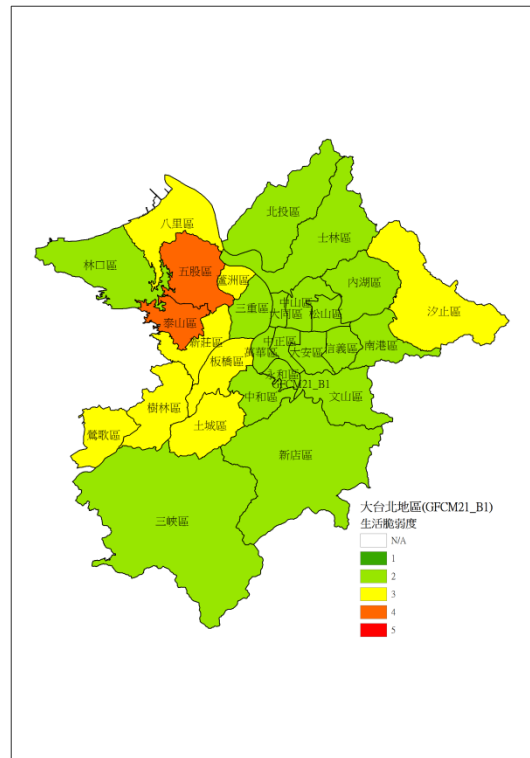 北投區
士林區
八里區
林口區
五股區
蘆洲區
內湖區
汐止區
三重區
中山區
大同區
松山區
泰山區
新莊區
中正區
萬華區
大安區
信義區
南港區
板橋區
永和區
GFCM21_B1
中和區
文山區
樹林區
土城區
鶯歌區
新店區
三峽區
大台北地區(GFCM21_B1)
生活脆弱度
N/A
1
2
3
4
5